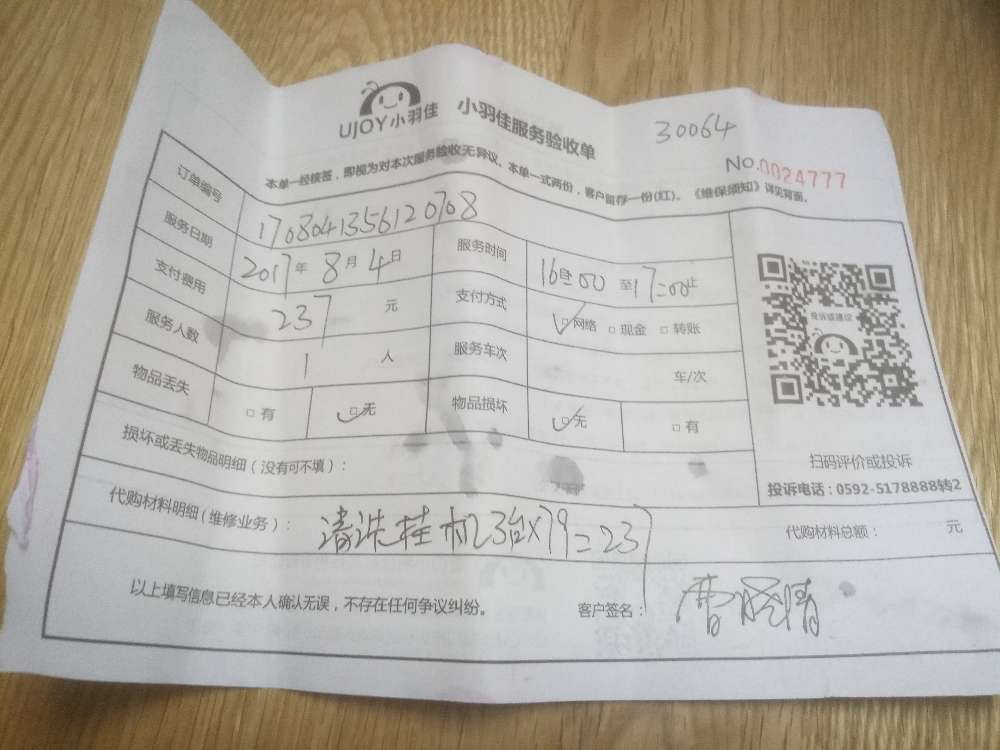 UJOY小羽佳 小羽佳服务验收单 30064
No.0024777
本单一经核签，即视为对本次服务验收无异议。本单一式两份，客户留存一份(红)。《维保须知》详见背面。
订单编号 1708041356120708
服务日期 2017年8月4日 服务时间 16:00至17:00止
支付费用 237元 支付方式 网络 现金 转账
服务人数 1人 服务车次 车/次
物品丢失 有 无 物品损坏 无 有
损坏或丢失物品明细（没有可不填）：
代购材料明细(维修业务)： 清洗挂机3台X79=237 代购材料总额： 元
以上填写信息已经本人确认无误，不存在任何争议纠纷。 客户签名：
投诉或建议
扫码评价或投诉
投诉电话：0592-5178888转2